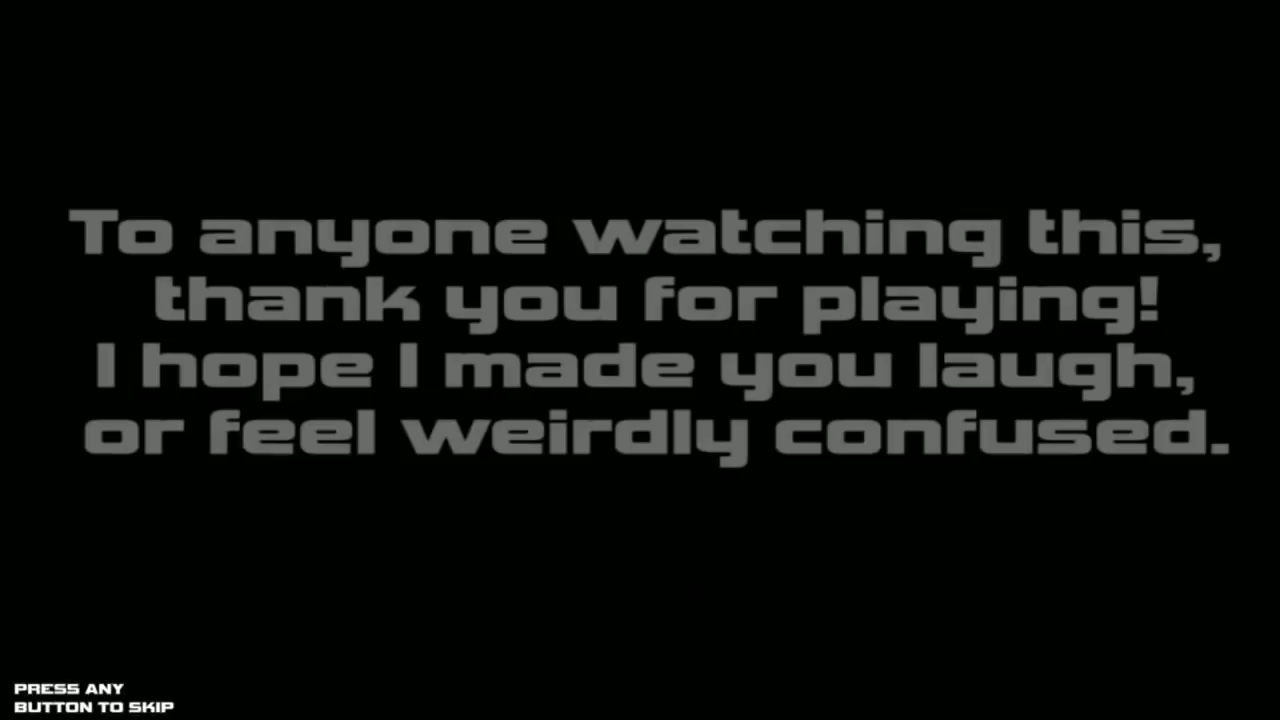 To anyone watching this,
thank you for playing!
I hope I made you laugh,
or feel weirdly confused.
PRESS ANY
BUTTON TO SKIP